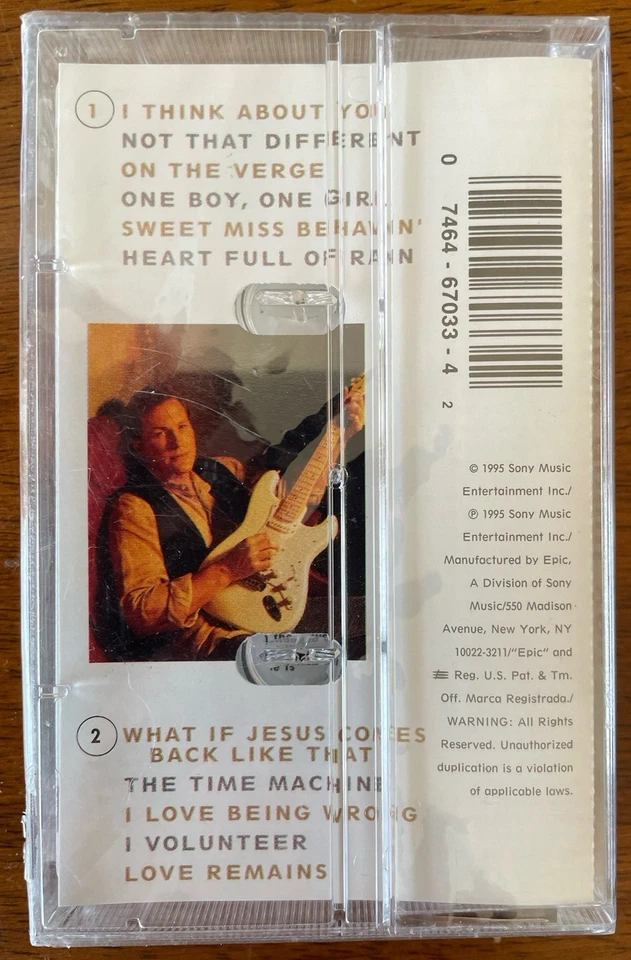 1 I THINK ABOUT YOU
NOT THAT DIFFERENT
ON THE VERGE
ONE BOY, ONE GIRL
SWEET MISS BEHAVIN'
HEART FULL OF RAIN
2 WHAT IF JESUS COMES
BACK LIKE THAT
THE TIME MACHINE
I LOVE BEING WRONG
I VOLUNTEER
LOVE REMAINS
0 7464-67033-4 2
© 1995 Sony Music
Entertainment Inc./
℗ 1995 Sony Music
Entertainment Inc./
Manufactured by Epic,
A Division of Sony
Music/550 Madison
Avenue, New York, NY
10022-3211/"Epic" and
Reg. U.S. Pat. & Tm.
Off. Marca Registrada./
WARNING: All Rights
Reserved. Unauthorized
duplication is a violation
of applicable laws.